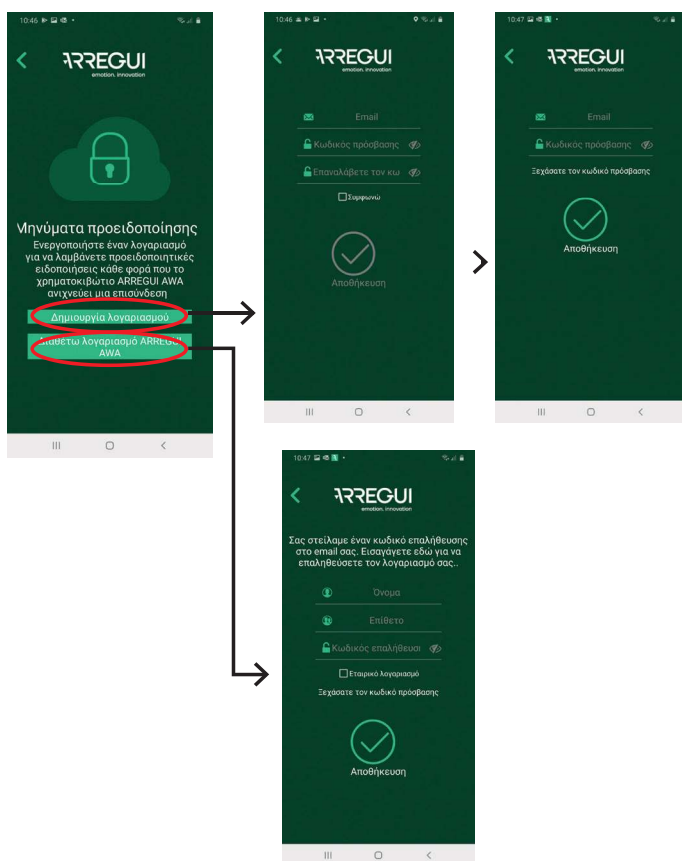 10:46
ARREGUI
emotion. innovation
Μηνύματα προειδοποίησης
Ενεργοποιήστε έναν λογαριασμό
για να λαμβάνετε προειδοποιητικές
ειδοποιήσεις κάθε φορά που το
χρηματοκιβώτιο ARREGUI AWA
ανιχνεύει μια επισύνδεση
Δημιουργία λογαριασμού
Διαθέτω λογαριασμό ARREGUI
AWA
10:46
ARREGUI
emotion. innovation
Email
Κωδικός πρόσβασης
Επαναλάβετε τον κω
Συμφωνώ
Αποθήκευση
10:47
ARREGUI
emotion. innovation
Email
Κωδικός πρόσβασης
Ξεχάσατε τον κωδικό πρόσβασης
Αποθήκευση
10:47
ARREGUI
emotion. innovation
Σας στείλαμε έναν κωδικό επαλήθευσης
στο email σας. Εισαγάγετε εδώ για να
επαληθεύσετε τον λογαριασμό σας..
Όνομα
Επίθετο
Κωδικός επαλήθευσι
Εταιρικό λογαριασμό
Ξεχάσατε τον κωδικό πρόσβασης
Αποθήκευση